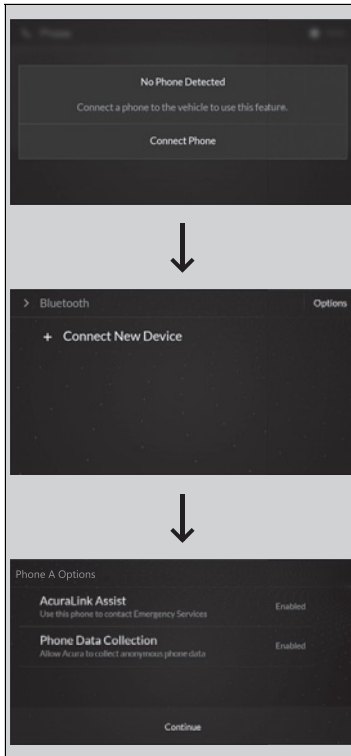 Phone
No Phone Detected
Connect a phone to the vehicle to use this feature.
Connect Phone
> Bluetooth
Options
+ Connect New Device
Phone A Options
AcuraLink Assist
Use this phone to contact Emergency Services
Enabled
Phone Data Collection
Allow Acura to collect anonymous phone data
Enabled
Continue